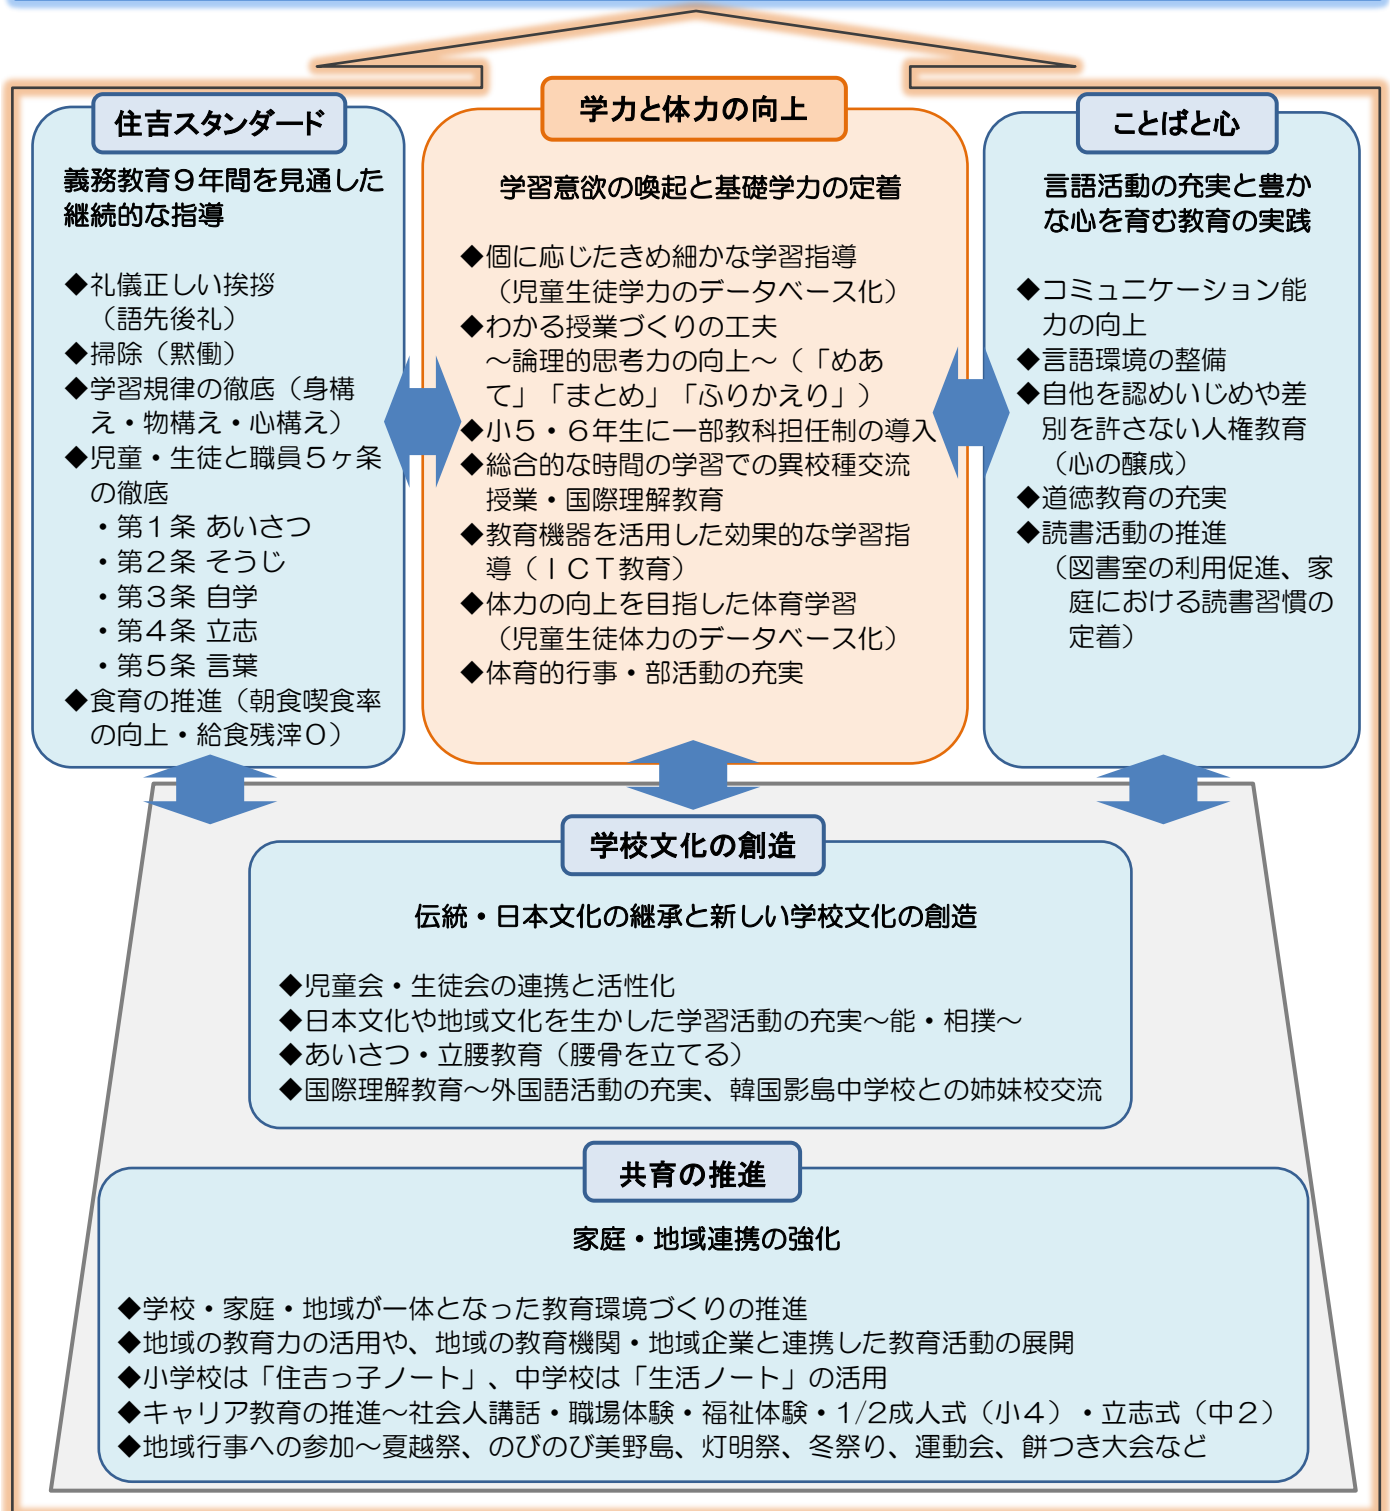 住吉スタンダード
義務教育９年間を見通した
継続的な指導
◆礼儀正しい挨拶
（語先後礼）
◆掃除（黙働）
◆学習規律の徹底（身構
え・物構え・心構え）
◆児童・生徒と職員５ヶ条
の徹底
・第１条 あいさつ
・第２条 そうじ
・第３条 自学
・第４条 立志
・第５条 言葉
◆食育の推進（朝食喫食率
の向上・給食残滓０）
学力と体力の向上
学習意欲の喚起と基礎学力の定着
◆個に応じたきめ細かな学習指導
（児童生徒学力のデータベース化）
◆わかる授業づくりの工夫
～論理的思考力の向上～（「めあ
て」「まとめ」「ふりかえり」）
◆小５・６年生に一部教科担任制の導入
◆総合的な時間の学習での異校種交流
授業・国際理解教育
◆教育機器を活用した効果的な学習指
導（ＩＣＴ教育）
◆体力の向上を目指した体育学習
（児童生徒体力のデータベース化）
◆体育的行事・部活動の充実
ことばと心
言語活動の充実と豊か
な心を育む教育の実践
◆コミュニケーション能
力の向上
◆言語環境の整備
◆自他を認めいじめや差
別を許さない人権教育
（心の醸成）
◆道徳教育の充実
◆読書活動の推進
（図書室の利用促進、家
庭における読書習慣の
定着）
学校文化の創造
伝統・日本文化の継承と新しい学校文化の創造
◆児童会・生徒会の連携と活性化
◆日本文化や地域文化を生かした学習活動の充実～能・相撲～
◆あいさつ・立腰教育（腰骨を立てる）
◆国際理解教育～外国語活動の充実、韓国影島中学校との姉妹校交流
共育の推進
家庭・地域連携の強化
◆学校・家庭・地域が一体となった教育環境づくりの推進
◆地域の教育力の活用や、地域の教育機関・地域企業と連携した教育活動の展開
◆小学校は「住吉っ子ノート」、中学校は「生活ノート」の活用
◆キャリア教育の推進～社会人講話・職場体験・福祉体験・1/2成人式（小４）・立志式（中２）
◆地域行事への参加～夏越祭、のびのび美野島、灯明祭、冬祭り、運動会、餅つき大会など